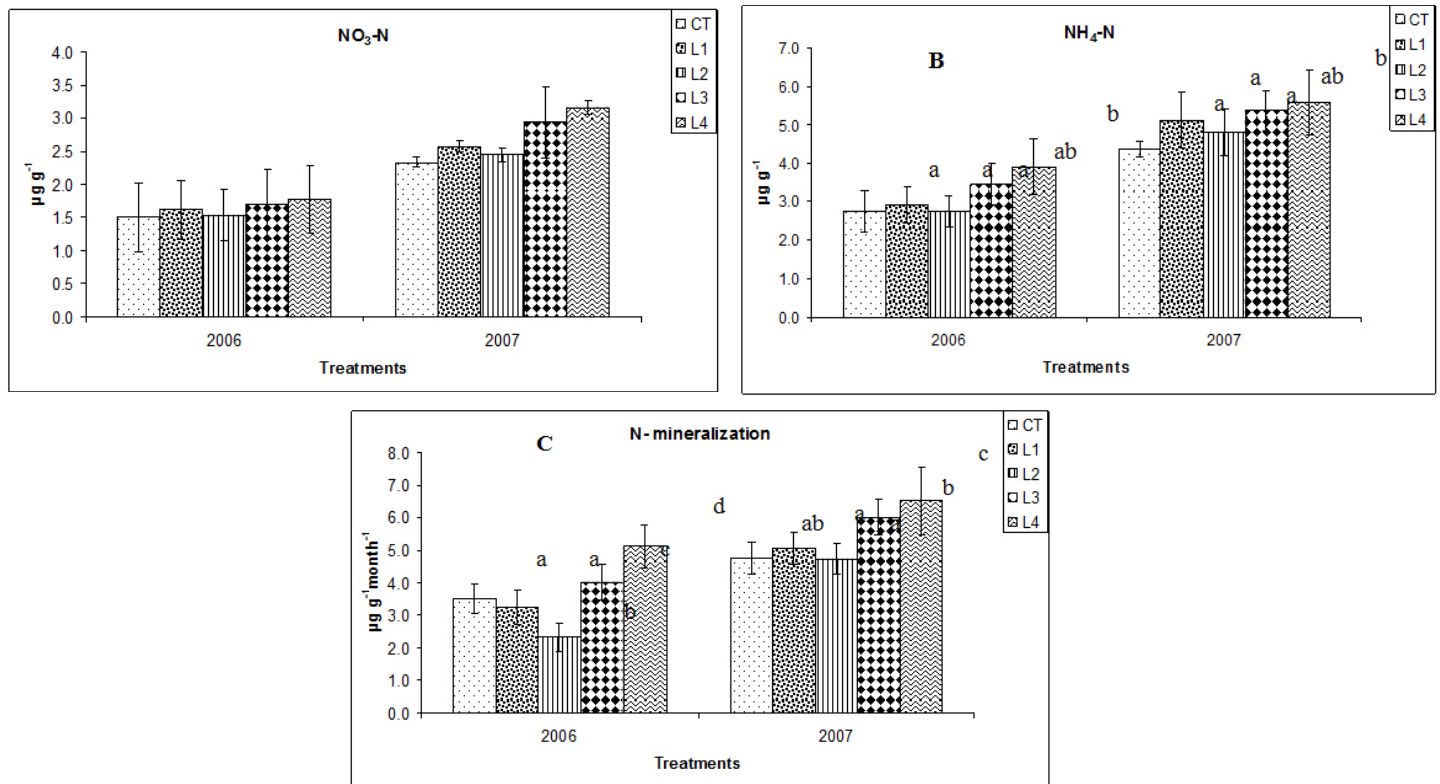 NO₃-N
4.0
3.5
3.0
2.5
2.0
1.5
1.0
0.5
0.0
µg g⁻¹
2006 2007
Treatments
CT
L1
L2
L3
L4
NH₄-N
B
7.0
6.0
5.0
4.0
3.0
2.0
1.0
0.0
µg g⁻¹
a a a ab
b a a a ab b
2006 2007
Treatments
CT
L1
L2
L3
L4
N- mineralization
C
8.0
7.0
6.0
5.0
4.0
3.0
2.0
1.0
0.0
µg g⁻¹month⁻¹
a a b c
d ab a b c
2006 2007
Treatments
CT
L1
L2
L3
L4